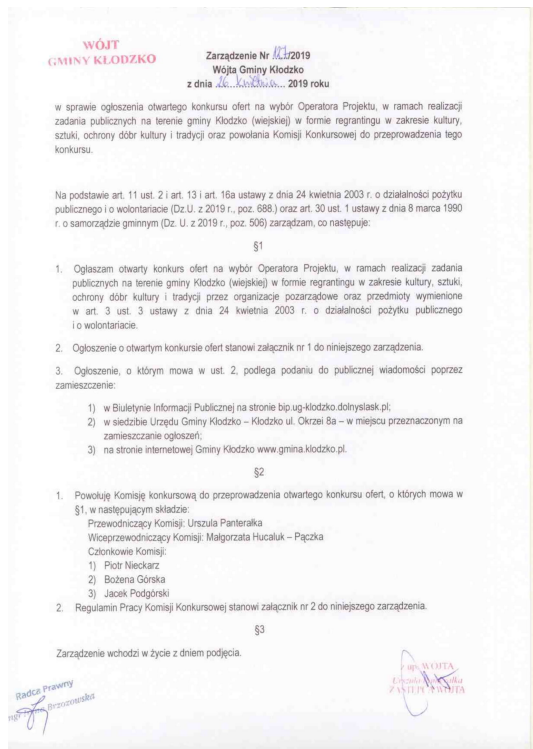 WÓJT
GMINY KŁODZKO
Zarządzenie Nr 127/2019
Wójta Gminy Kłodzko
z dnia 26 kwietnia 2019 roku
w sprawie ogłoszenia otwartego konkursu ofert na wybór Operatora Projektu, w ramach realizacji
zadania publicznych na terenie gminy Kłodzko (wiejskiej) w formie regrantingu w zakresie kultury,
sztuki, ochrony dóbr kultury i tradycji oraz powołania Komisji Konkursowej do przeprowadzenia tego
konkursu.
Na podstawie art. 11 ust. 2 i art. 13 i art. 16a ustawy z dnia 24 kwietnia 2003 r. o działalności pożytku
publicznego i o wolontariacie (Dz.U. z 2019 r., poz. 688.) oraz art. 30 ust. 1 ustawy z dnia 8 marca 1990
r. o samorządzie gminnym (Dz. U. z 2019 r., poz. 506) zarządzam, co następuje:
§1
1. Ogłaszam otwarty konkurs ofert na wybór Operatora Projektu, w ramach realizacji zadania
publicznych na terenie gminy Kłodzko (wiejskiej) w formie regrantingu w zakresie kultury, sztuki,
ochrony dóbr kultury i tradycji przez organizacje pozarządowe oraz przedmioty wymienione
w art. 3 ust. 3 ustawy z dnia 24 kwietnia 2003 r. o działalności pożytku publicznego
i o wolontariacie.
2. Ogłoszenie o otwartym konkursie ofert stanowi załącznik nr 1 do niniejszego zarządzenia.
3. Ogłoszenie, o którym mowa w ust. 2, podlega podaniu do publicznej wiadomości poprzez
zamieszczenie:
1) w Biuletynie Informacji Publicznej na stronie bip.ug-klodzko.dolnyslask.pl;
2) w siedzibie Urzędu Gminy Kłodzko – Kłodzko ul. Okrzei 8a – w miejscu przeznaczonym na
zamieszczanie ogłoszeń;
3) na stronie internetowej Gminy Kłodzko www.gmina.klodzko.pl.
§2
1. Powołuję Komisję konkursową do przeprowadzenia otwartego konkursu ofert, o których mowa w
§1, w następującym składzie:
Przewodniczący Komisji: Urszula Panterałka
Wiceprzewodniczący Komisji: Małgorzata Hucaluk – Pączka
Członkowie Komisji:
1) Piotr Nieckarz
2) Bożena Górska
3) Jacek Podgórski
2. Regulamin Pracy Komisji Konkursowej stanowi załącznik nr 2 do niniejszego zarządzenia.
§3
Zarządzenie wchodzi w życie z dniem podjęcia.
z up. WÓJTA
Urszula
ZASTĘPCA WÓJTA
Radca Prawny
Brzozowska